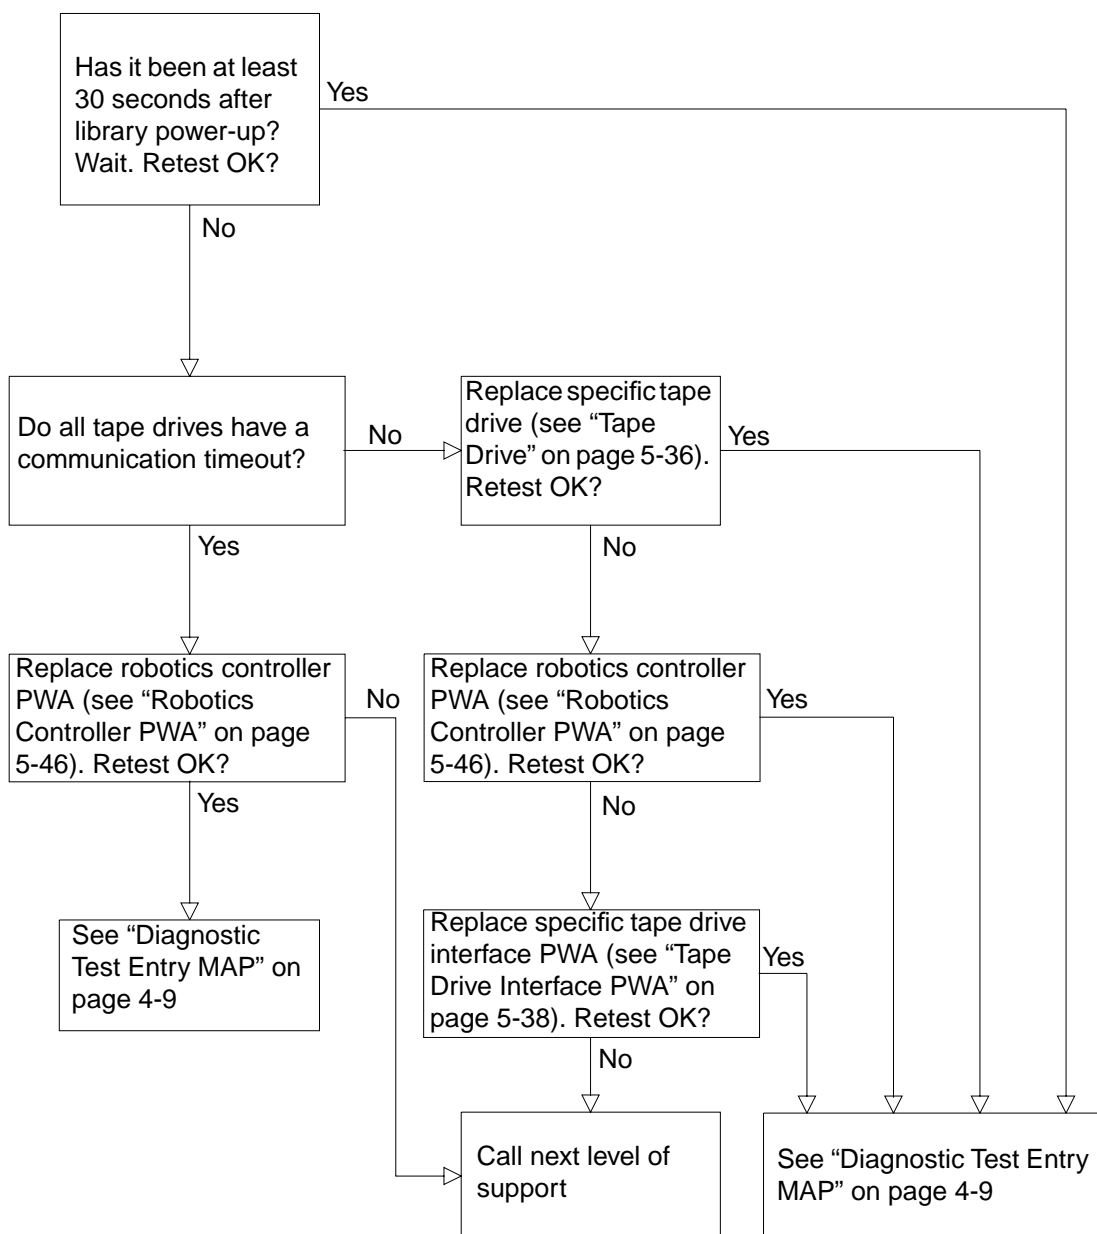 Has it been at least
30 seconds after
library power-up?
Wait. Retest OK?
Yes
No
Do all tape drives have a
communication timeout?
No
Replace specific tape
drive (see “Tape
Drive” on page 5-36).
Retest OK?
Yes
Yes
No
Replace robotics controller
PWA (see “Robotics
Controller PWA” on page
5-46). Retest OK?
No
Replace robotics controller
PWA (see “Robotics
Controller PWA” on page
5-46). Retest OK?
Yes
Yes
No
See “Diagnostic
Test Entry MAP” on
page 4-9
Replace specific tape drive
interface PWA (see “Tape
Drive Interface PWA” on
page 5-38). Retest OK?
Yes
No
Call next level of
support
See “Diagnostic Test Entry
MAP” on page 4-9